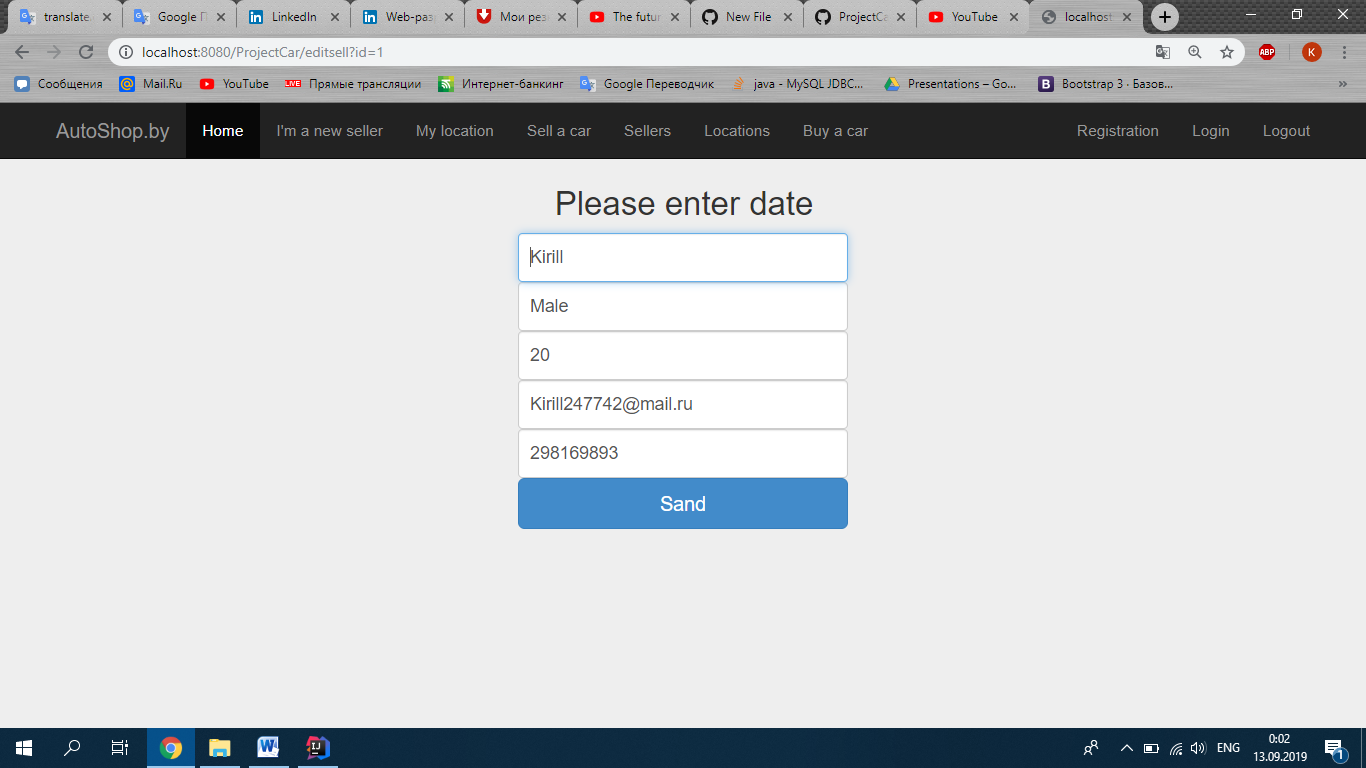 translate. Google П LinkedIn Web-раз Мои рез The futur New File ProjectCa YouTube localhost
localhost:8080/ProjectCar/editsell?id=1 ABP K
Сообщения Mail.Ru YouTube LIVE Прямые трансляции Интернет-банкинг Google Переводчик java - MySQL JDBC... Presentations – Go... B Bootstrap 3 · Базов... »
AutoShop.by Home I'm a new seller My location Sell a car Sellers Locations Buy a car Registration Login Logout
Please enter date
Kirill
Male
20
Kirill247742@mail.ru
298169893
Sand
ENG 0:02
13.09.2019 1